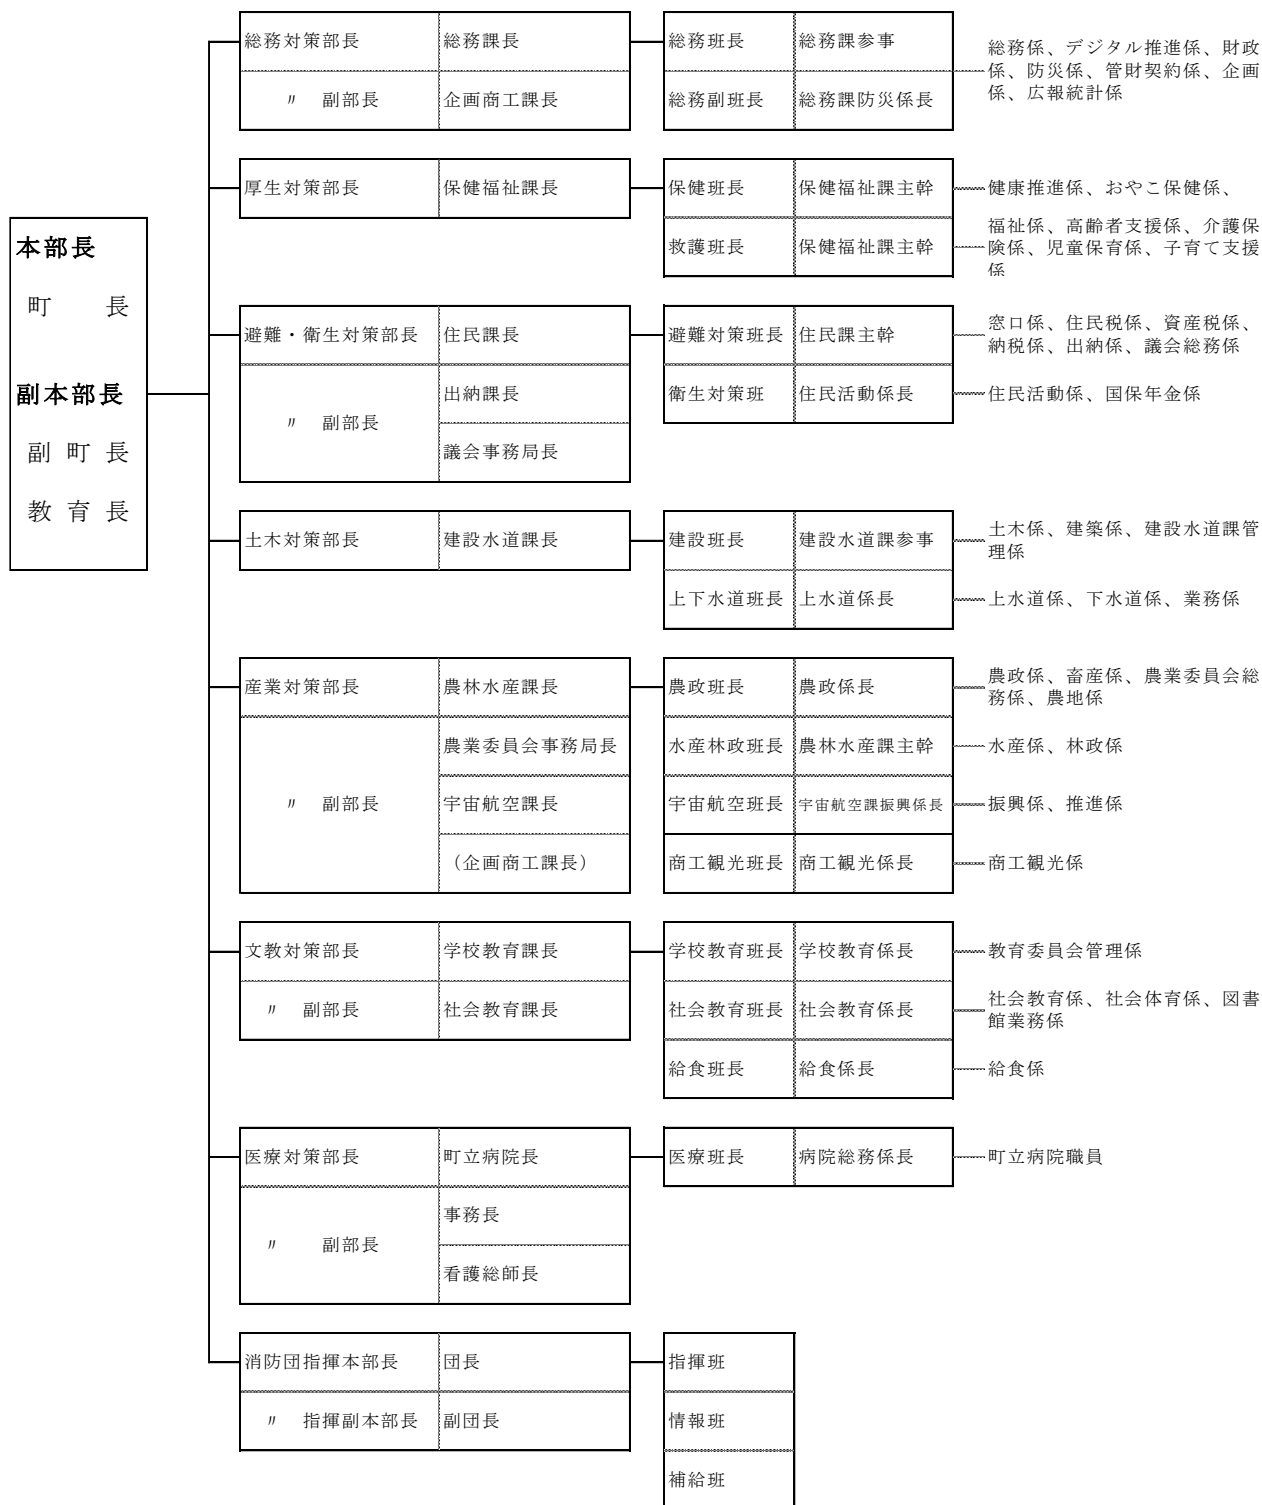 本部長
町　　長
副本部長
副 町 長
教 育 長
総務対策部長 総務課長 総務班長 総務課参事
〃　副部長 企画商工課長 総務副班長 総務課防災係長
総務係、デジタル推進係、財政
係、防災係、管財契約係、企画
係、広報統計係
厚生対策部長 保健福祉課長 保健班長 保健福祉課主幹 健康推進係、おやこ保健係、
救護班長 保健福祉課主幹
福祉係、高齢者支援係、介護保
険係、児童保育係、子育て支援
係
避難・衛生対策部長 住民課長 避難対策班長 住民課主幹
窓口係、住民税係、資産税係、
納税係、出納係、議会総務係
〃　副部長 出納課長 衛生対策班 住民活動係長 住民活動係、国保年金係
議会事務局長
土木対策部長 建設水道課長 建設班長 建設水道課参事
土木係、建築係、建設水道課管
理係
上下水道班長 上水道係長 上水道係、下水道係、業務係
産業対策部長 農林水産課長 農政班長 農政係長
農政係、畜産係、農業委員会総
務係、農地係
農業委員会事務局長 水産林政班長 農林水産課主幹 水産係、林政係
〃　副部長 宇宙航空課長 宇宙航空班長 宇宙航空課振興係長 振興係、推進係
（企画商工課長） 商工観光班長 商工観光係長 商工観光係
文教対策部長 学校教育課長 学校教育班長 学校教育係長 教育委員会管理係
〃　副部長 社会教育課長 社会教育班長 社会教育係長
社会教育係、社会体育係、図書
館業務係
給食班長 給食係長 給食係
医療対策部長 町立病院長 医療班長 病院総務係長 町立病院職員
〃　　副部長 事務長
看護総師長
消防団指揮本部長 団長 指揮班
〃　指揮副本部長 副団長 情報班
補給班